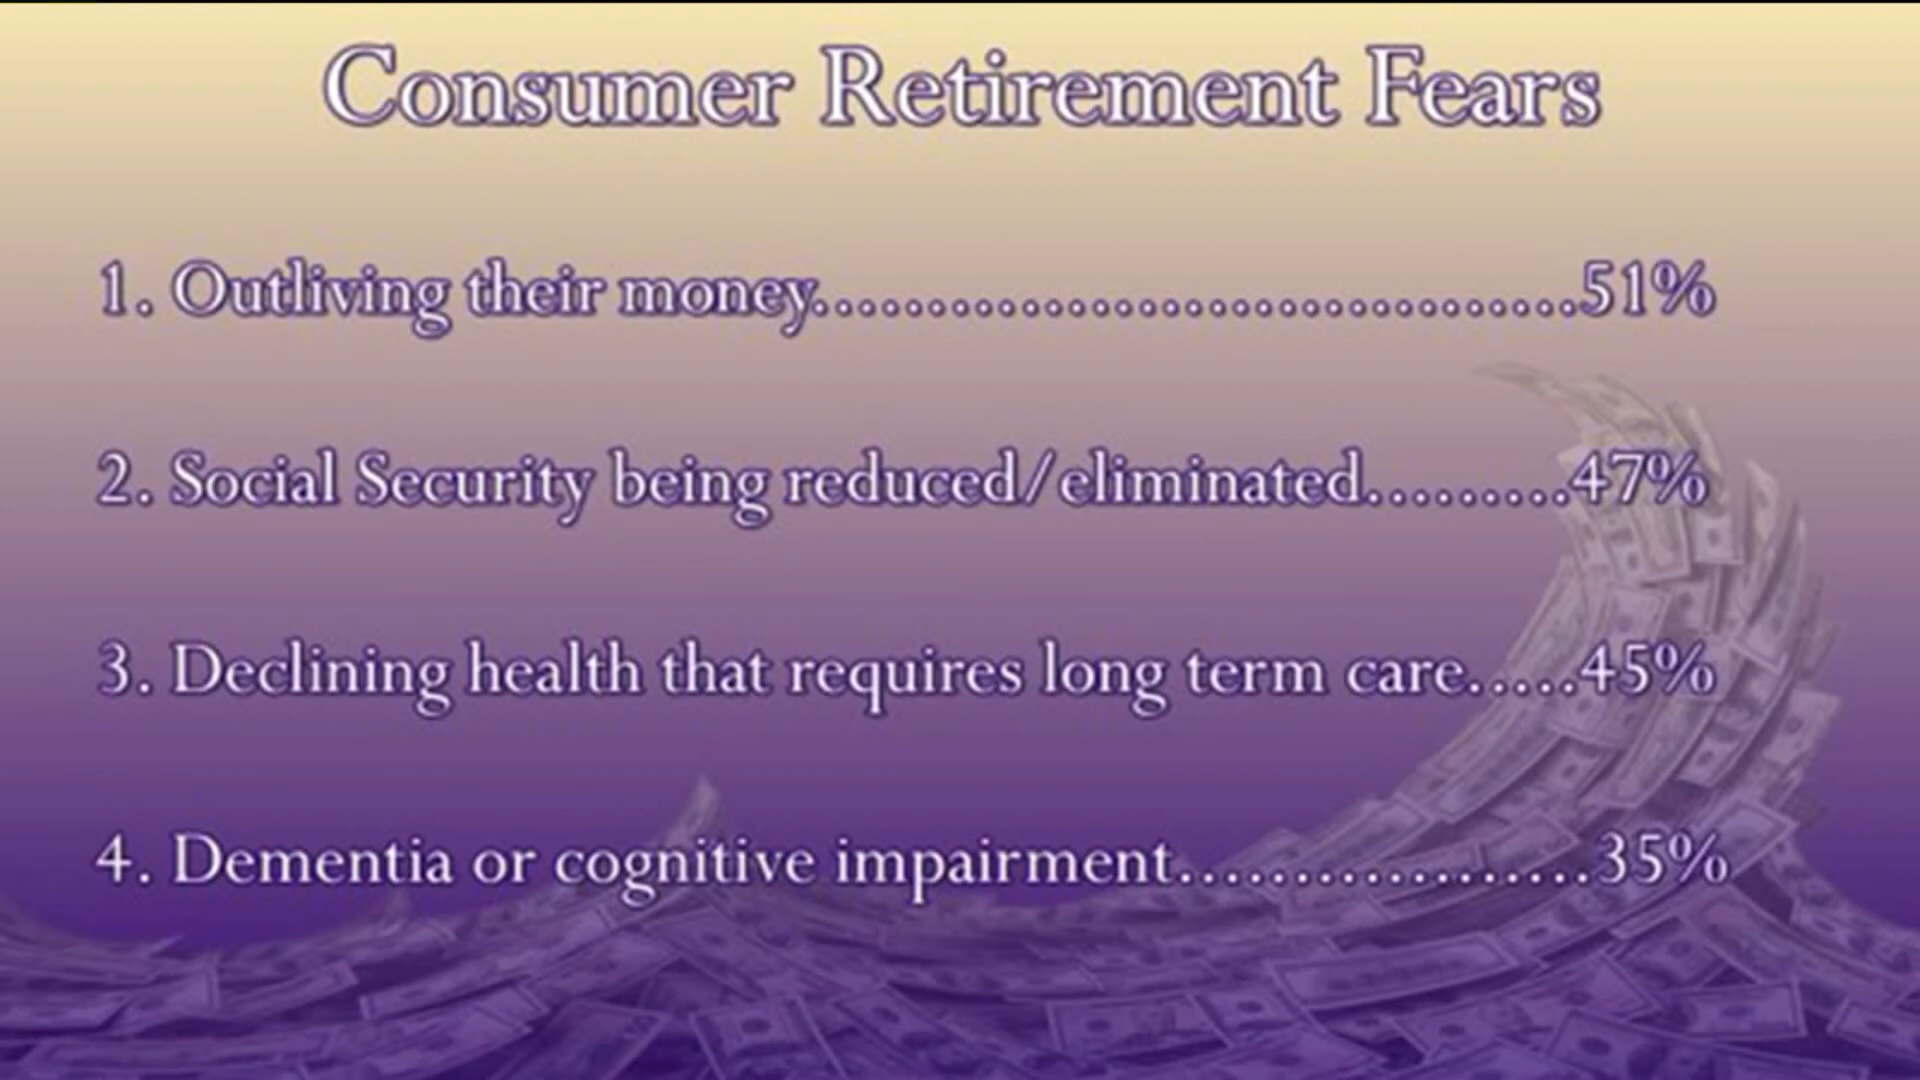 Consumer Retirement Fears
1. Outliving their money.................................51%
2. Social Security being reduced/eliminated.........47%
3. Declining health that requires long term care.....45%
4. Dementia or cognitive impairment..................35%